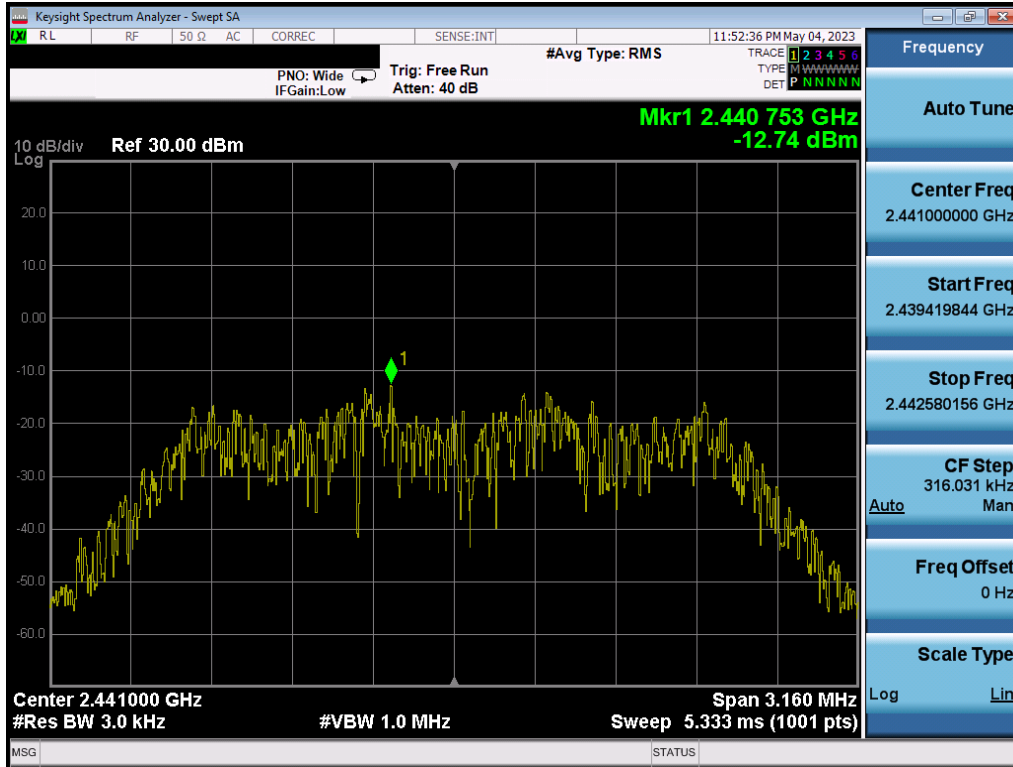 Keysight Spectrum Analyzer - Swept SA
LXI RL RF 50 Ω AC CORREC SENSE:INT 11:52:36 PM May 04, 2023
#Avg Type: RMS TRACE 1 2 3 4 5 6
PNO: Wide Trig: Free Run TYPE M W W W W W
IFGain:Low Atten: 40 dB DET P N N N N N
Mkr1 2.440 753 GHz
-12.74 dBm
10 dB/div Ref 30.00 dBm
Log
20.0
10.0
0.00
1
-10.0
-20.0
-30.0
-40.0
-50.0
-60.0
Center 2.441000 GHz Span 3.160 MHz
#Res BW 3.0 kHz #VBW 1.0 MHz Sweep 5.333 ms (1001 pts)
MSG STATUS
Frequency
Auto Tune
Center Freq
2.441000000 GHz
Start Freq
2.439419844 GHz
Stop Freq
2.442580156 GHz
CF Step
316.031 kHz
Auto Man
Freq Offset
0 Hz
Scale Type
Log Lin